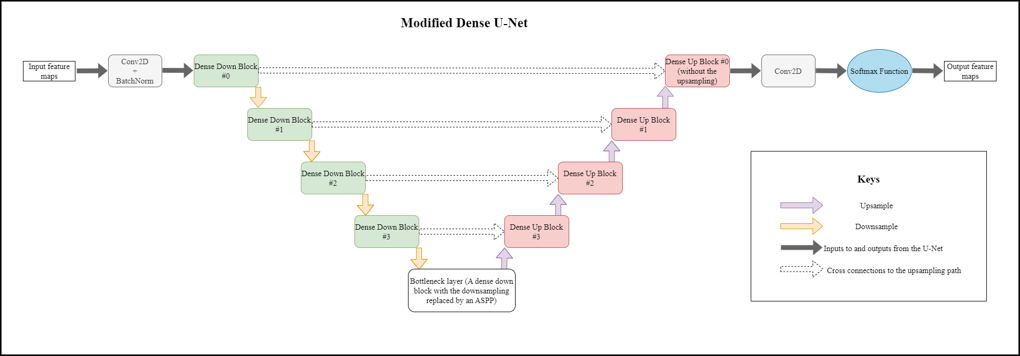 Modified Dense U-Net
Input feature
maps
Conv2D
+
BatchNorm
Dense Down Block
#0
Dense Up Block #0
(without the
upsampling)
Conv2D
Softmax Function
Output feature
maps
Dense Down Block
#1
Dense Up Block
#1
Dense Down Block
#2
Dense Up Block
#2
Dense Down Block
#3
Dense Up Block
#3
Bottleneck layer (A dense down
block with the downsampling
replaced by an ASPP)
Keys
Upsample
Downsample
Inputs to and outputs from the U-Net
Cross connections to the upsampling path